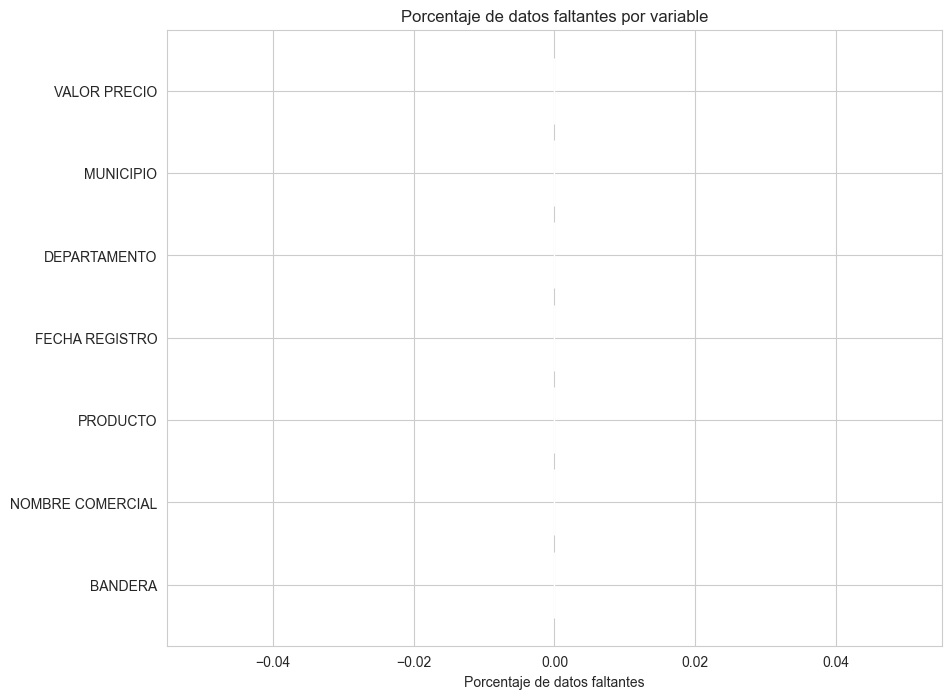 Porcentaje de datos faltantes por variable
VALOR PRECIO
MUNICIPIO
DEPARTAMENTO
FECHA REGISTRO
PRODUCTO
NOMBRE COMERCIAL
BANDERA
−0.04 −0.02 0.00 0.02 0.04
Porcentaje de datos faltantes